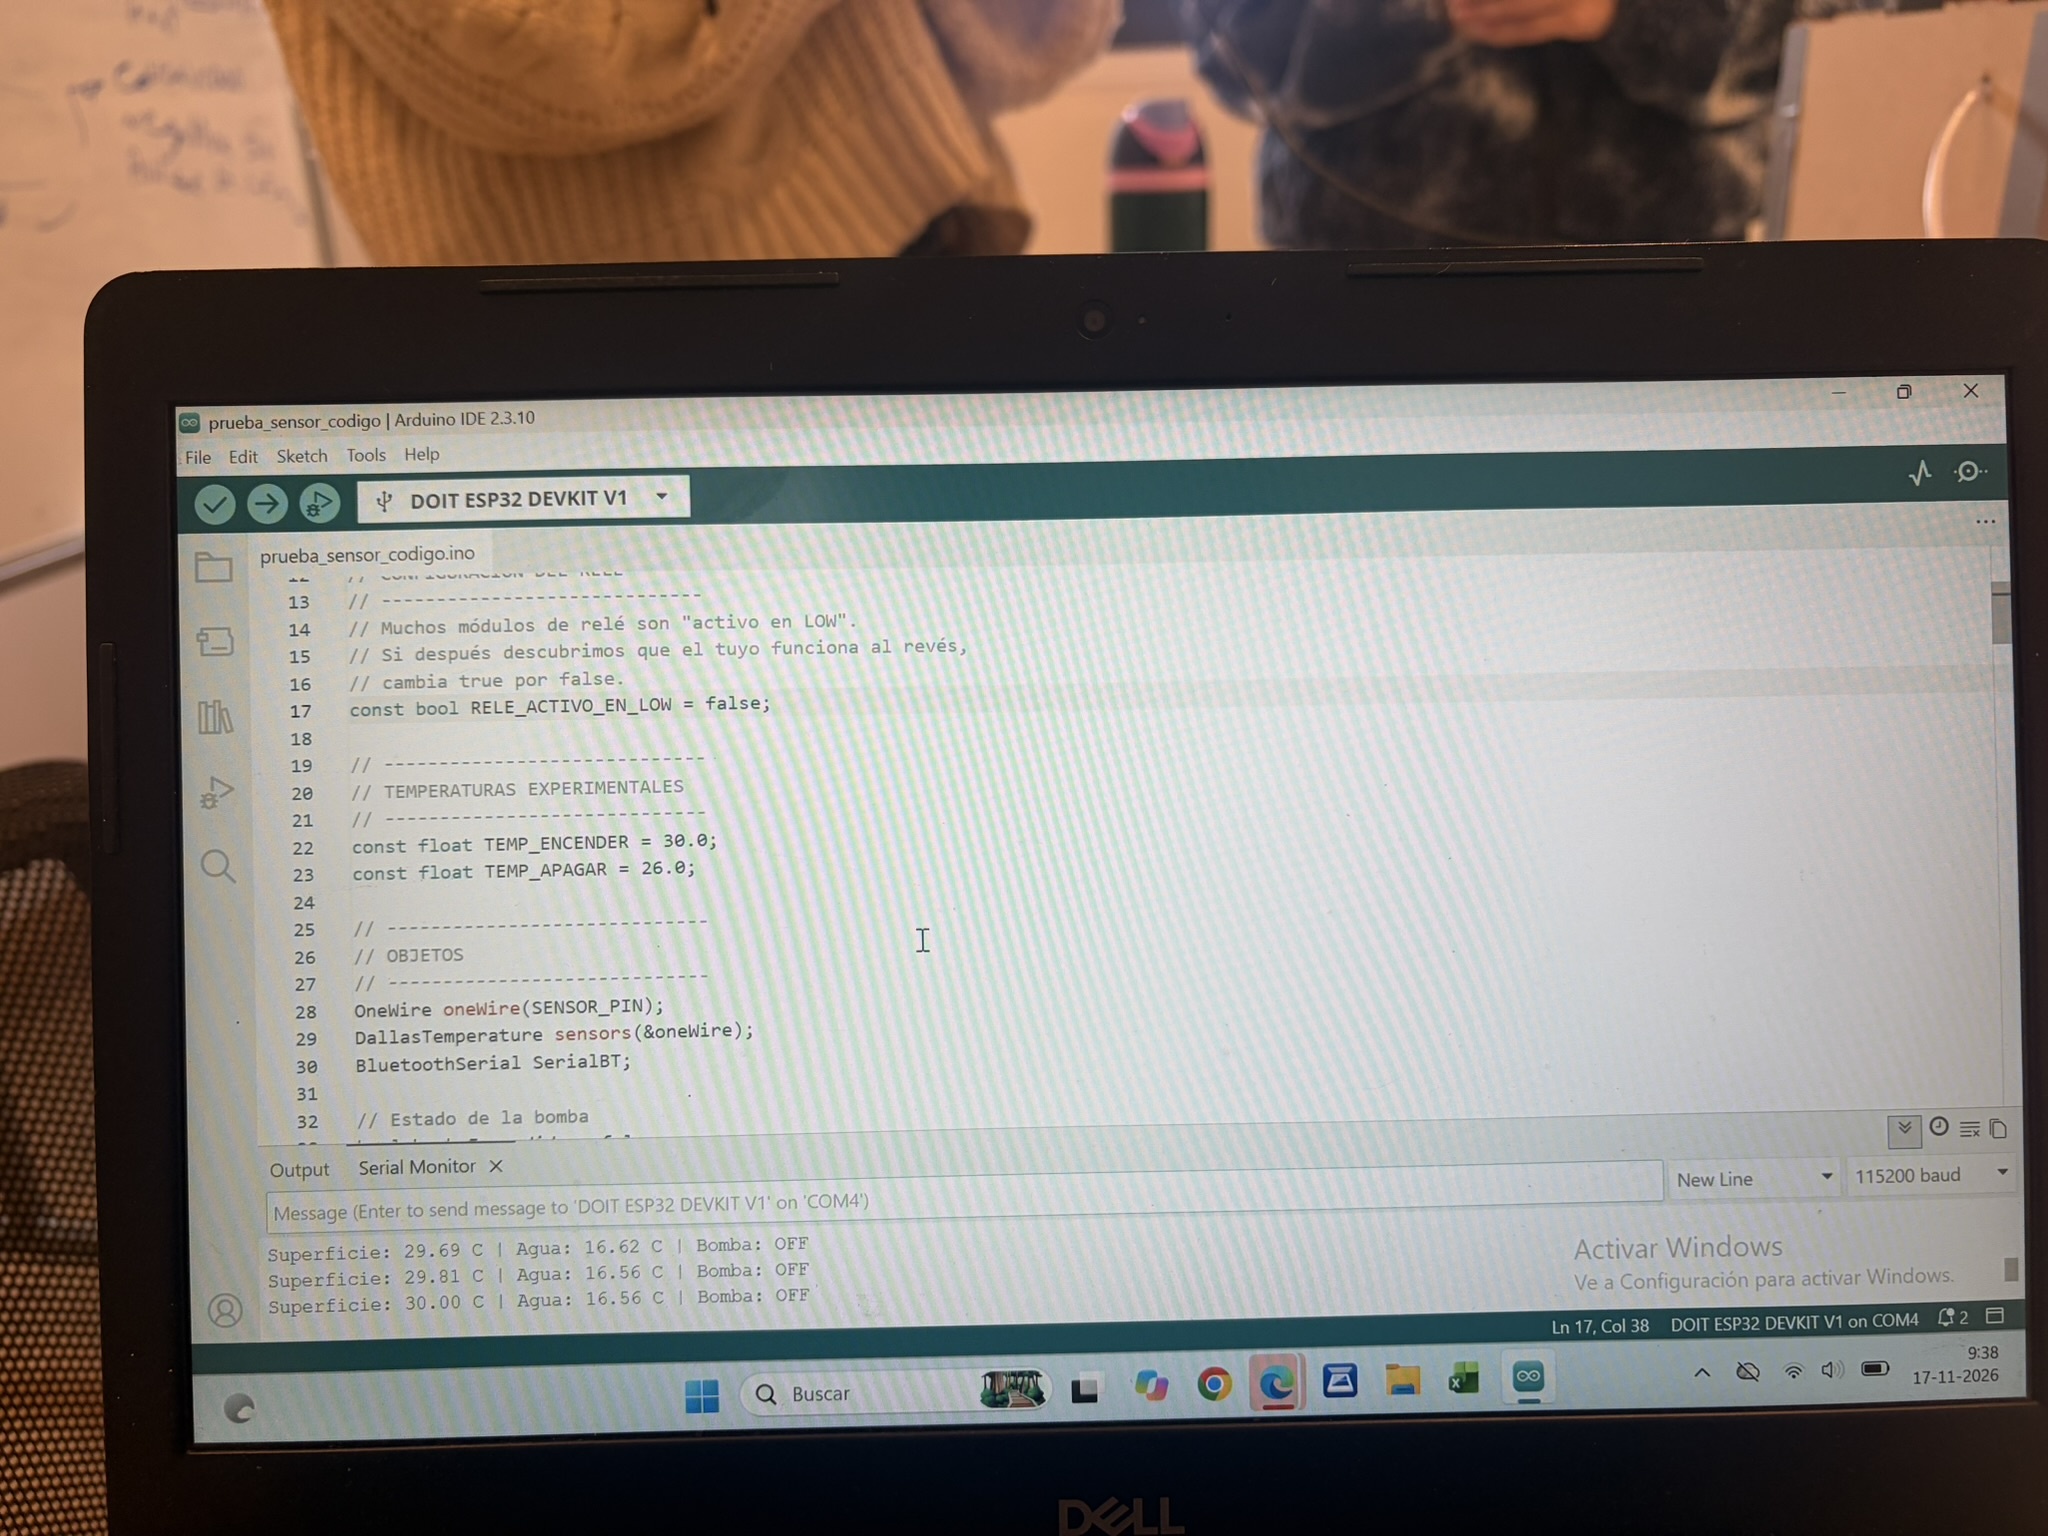 prueba_sensor_codigo | Arduino IDE 2.3.10
File Edit Sketch Tools Help
DOIT ESP32 DEVKIT V1
prueba_sensor_codigo.ino
12 // CONFIGURACION DEL RELE
13 // -----------------------------
14 // Muchos módulos de relé son "activo en LOW".
15 // Si después descubrimos que el tuyo funciona al revés,
16 // cambia true por false.
17 const bool RELE_ACTIVO_EN_LOW = false;
18
19 // -----------------------------
20 // TEMPERATURAS EXPERIMENTALES
21 // -----------------------------
22 const float TEMP_ENCENDER = 30.0;
23 const float TEMP_APAGAR = 26.0;
24
25 // -----------------------------
26 // OBJETOS
27 // -----------------------------
28 OneWire oneWire(SENSOR_PIN);
29 DallasTemperature sensors(&oneWire);
30 BluetoothSerial SerialBT;
31
32 // Estado de la bomba
Output Serial Monitor X
New Line 115200 baud
Message (Enter to send message to 'DOIT ESP32 DEVKIT V1' on 'COM4')
Superficie: 29.69 C | Agua: 16.62 C | Bomba: OFF
Superficie: 29.81 C | Agua: 16.56 C | Bomba: OFF
Superficie: 30.00 C | Agua: 16.56 C | Bomba: OFF
Activar Windows
Ve a Configuración para activar Windows.
Ln 17, Col 38 DOIT ESP32 DEVKIT V1 on COM4 2
Buscar
9:38
17-11-2026
DELL